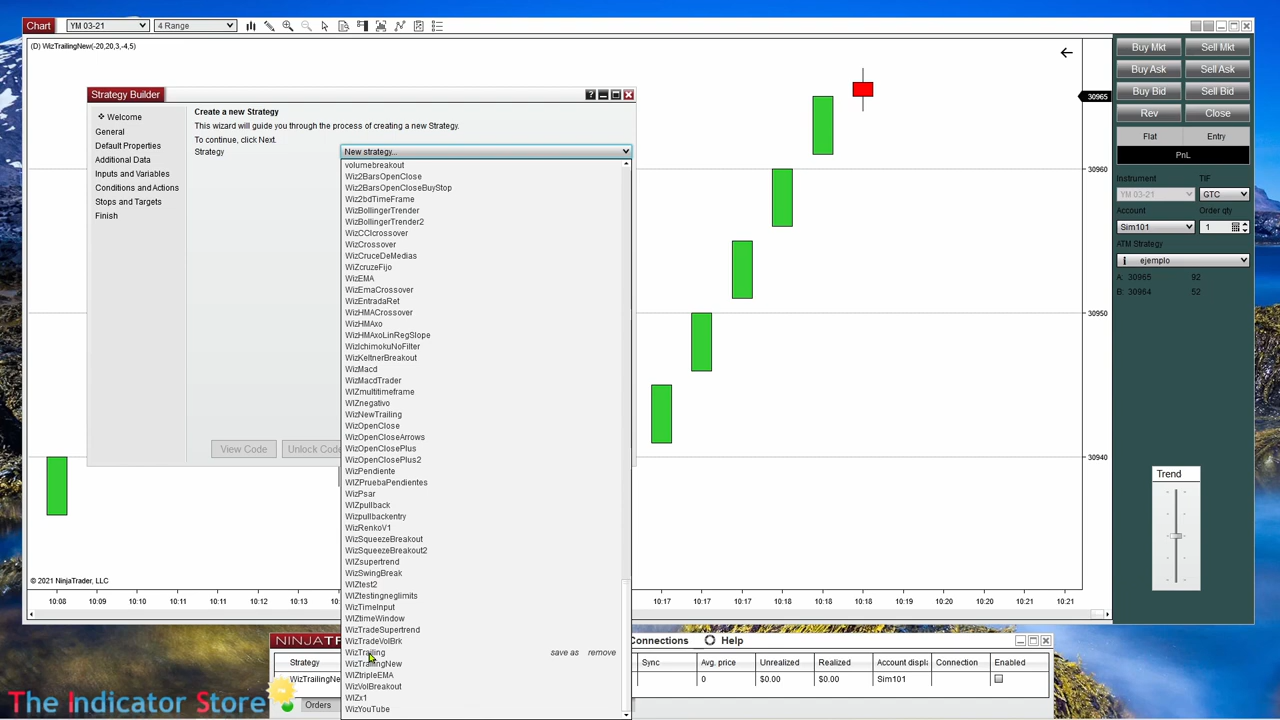 Chart YM 03-21 4 Range
(D) WizTrailingNew(-20,20,3,-4,5)
Buy Mkt Sell Mkt
Buy Ask Sell Ask
Buy Bid Sell Bid
Rev Close
Flat Entry
PnL
Instrument TIF
YM 03-21 GTC
Account Order qty
Sim101 1
ATM Strategy
ejemplo
A: 30965 92
B: 30964 52
Trend
30965
30960
30950
30940
Strategy Builder
Welcome
General
Default Properties
Additional Data
Inputs and Variables
Conditions and Actions
Stops and Targets
Finish
Create a new Strategy
This wizard will guide you through the process of creating a new Strategy.
To continue, click Next.
Strategy New strategy...
View Code Unlock Code
volumebreakout
Wiz2BarsOpenClose
Wiz2BarsOpenCloseBuyStop
Wiz2bdTimeFrame
WizBollingerTrender
WizBollingerTrender2
WizCCIcrossover
WizCrossover
WizCruceDeMedias
WIZcruzeFijo
WizEMA
WizEmaCrossover
WizEntradaRet
WizHMACrossover
WizHMAxo
WizHMAxoLinRegSlope
WizIchimokuNoFilter
WizKeltnerBreakout
WizMacd
WizMacdTrader
WIZmultitimeframe
WIZnegativo
WizNewTrailing
WizOpenClose
WizOpenCloseArrows
WizOpenClosePlus
WizOpenClosePlus2
WizPendiente
WIZPruebaPendientes
WizPsar
WIZpullback
Wizpullbackentry
WizRenkoV1
WizSqueezeBreakout
WizSqueezeBreakout2
WIZsupertrend
WizSwingBreak
WIZtest2
WIZtestingneglimits
WizTimeInput
WIZtimeWindow
WizTradeSupertrend
WizTradeVolBrk
WizTrailing save as remove
WizTrailingNew
WIZtripleEMA
WizVolBreakout
WIZx1
WizYouTube
© 2021 NinjaTrader, LLC
10:08 10:09 10:10 10:11 10:12 10:12 10:13 10:17 10:17 10:18 10:18 10:18 10:21 10:21
NINJATR Connections Help
Strategy Sync Avg. price Unrealized Realized Account displ Connection Enabled
WizTrailingNe 0 $0.00 $0.00 Sim101
Orders
The Indicator Store